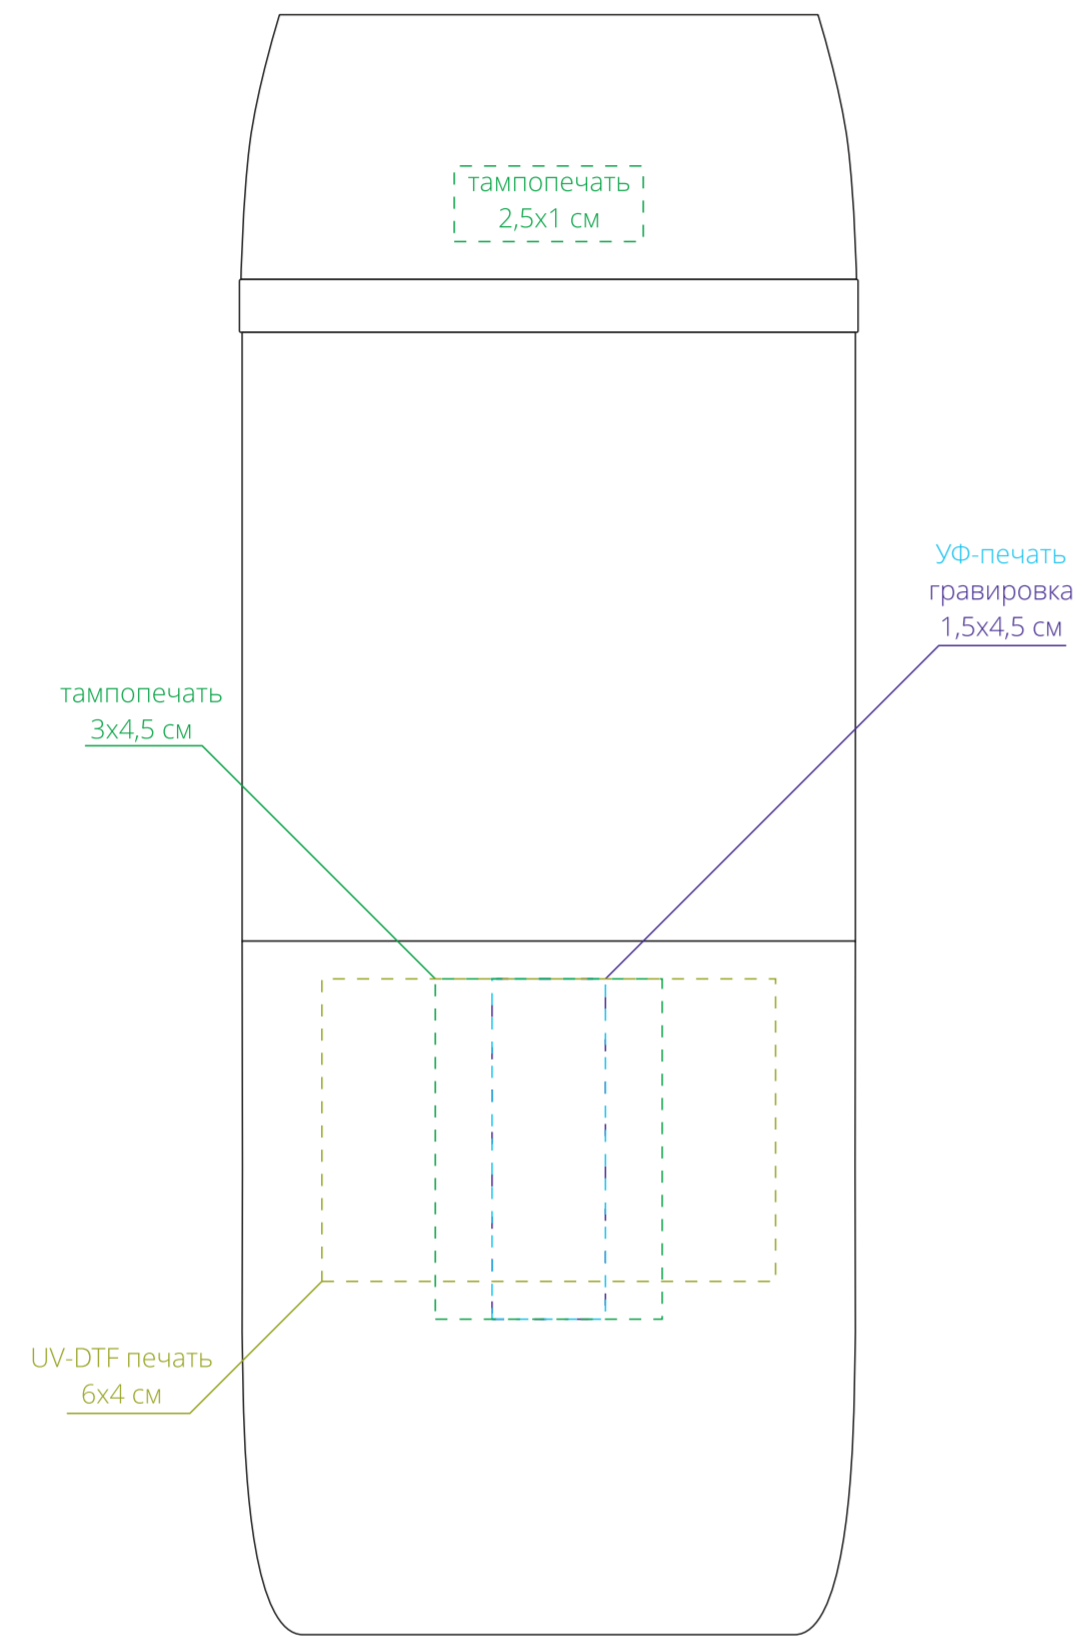 тампопечать
2,5х1 см
УФ-печать
гравировка
1,5х4,5 см
тампопечать
3х4,5 см
UV-DTF печать
6х4 см